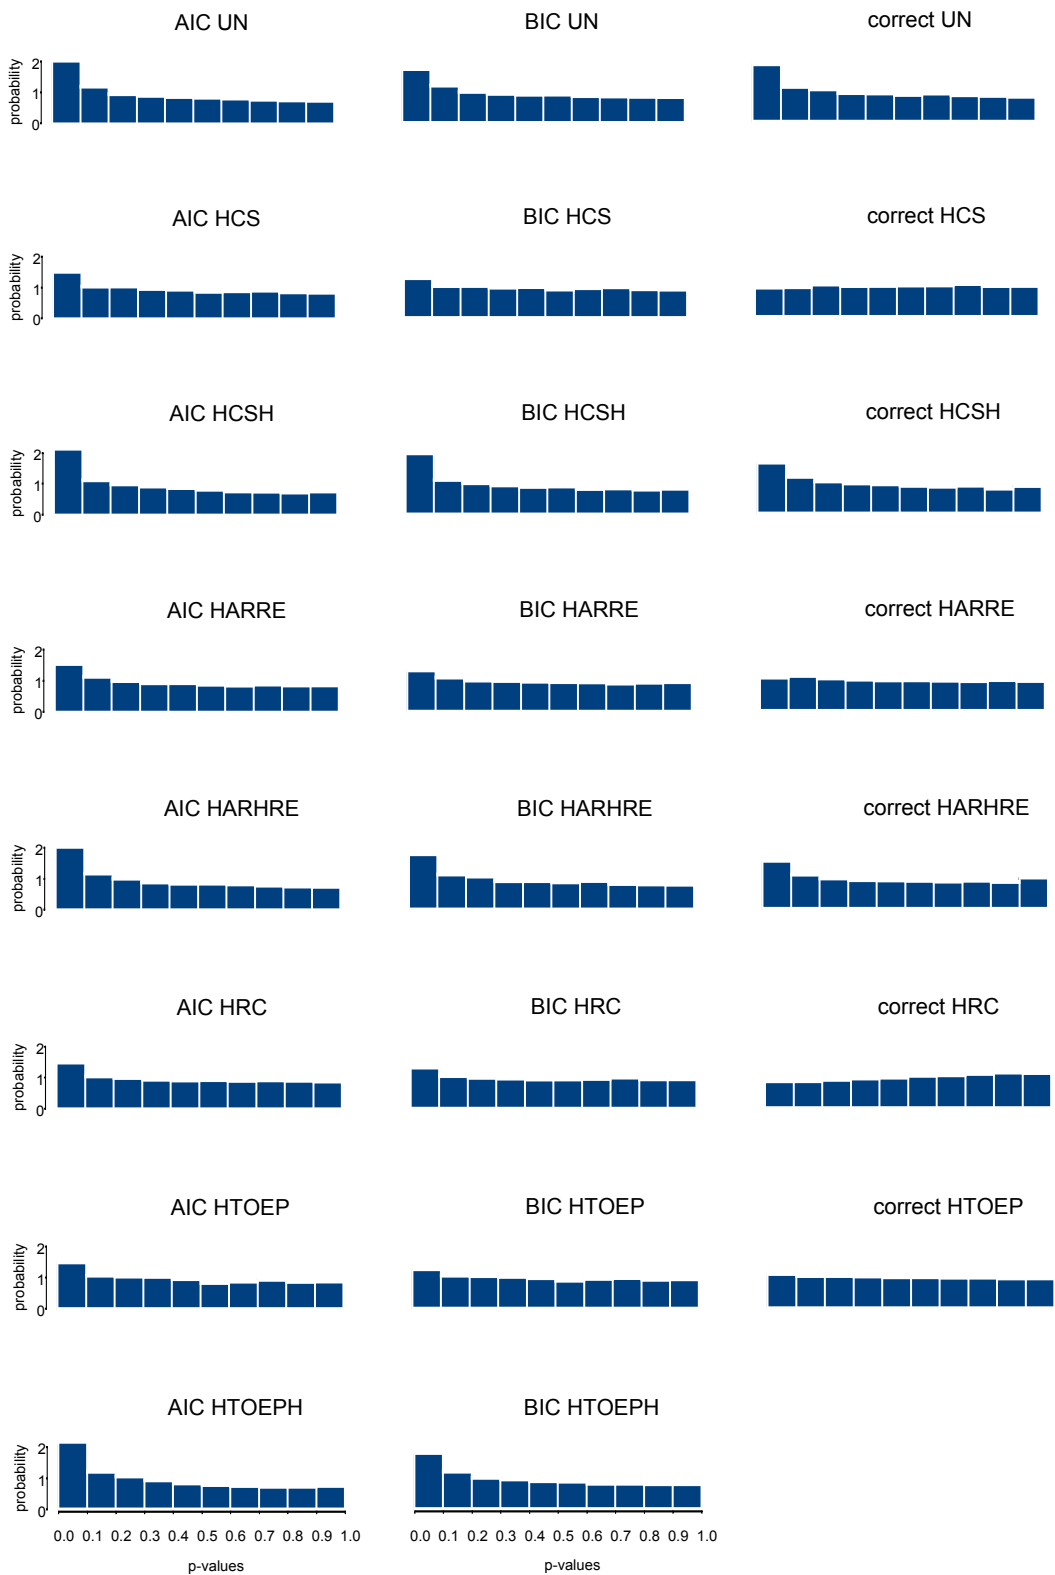 AIC UN
BIC UN
correct UN
probability
2
1
0
AIC HCS
BIC HCS
correct HCS
probability
2
1
0
AIC HCSH
BIC HCSH
correct HCSH
probability
2
1
0
AIC HARRE
BIC HARRE
correct HARRE
probability
2
1
0
AIC HARHRE
BIC HARHRE
correct HARHRE
probability
2
1
0
AIC HRC
BIC HRC
correct HRC
probability
2
1
0
AIC HTOEP
BIC HTOEP
correct HTOEP
probability
2
1
0
AIC HTOEPH
BIC HTOEPH
probability
2
1
0
0.0 0.1 0.2 0.3 0.4 0.5 0.6 0.7 0.8 0.9 1.0
0.0 0.1 0.2 0.3 0.4 0.5 0.6 0.7 0.8 0.9 1.0
p-values
p-values